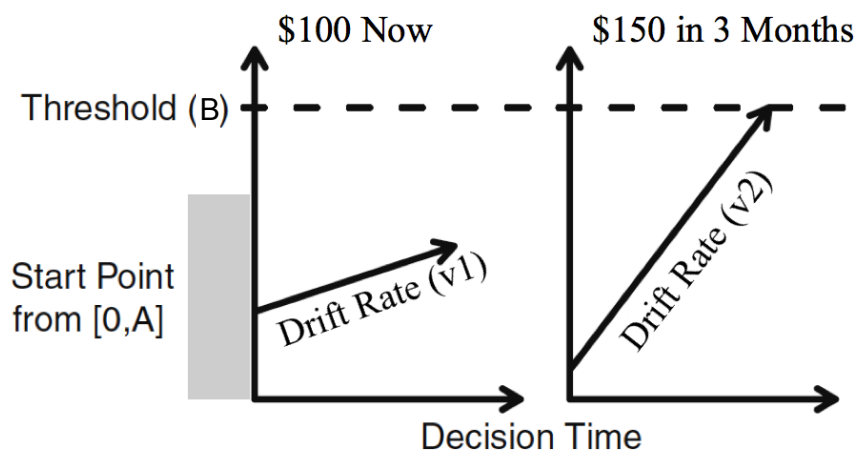 $100 Now
$150 in 3 Months
Threshold (B)
Start Point
from [0,A]
Drift Rate (v1)
Drift Rate (v2)
Decision Time